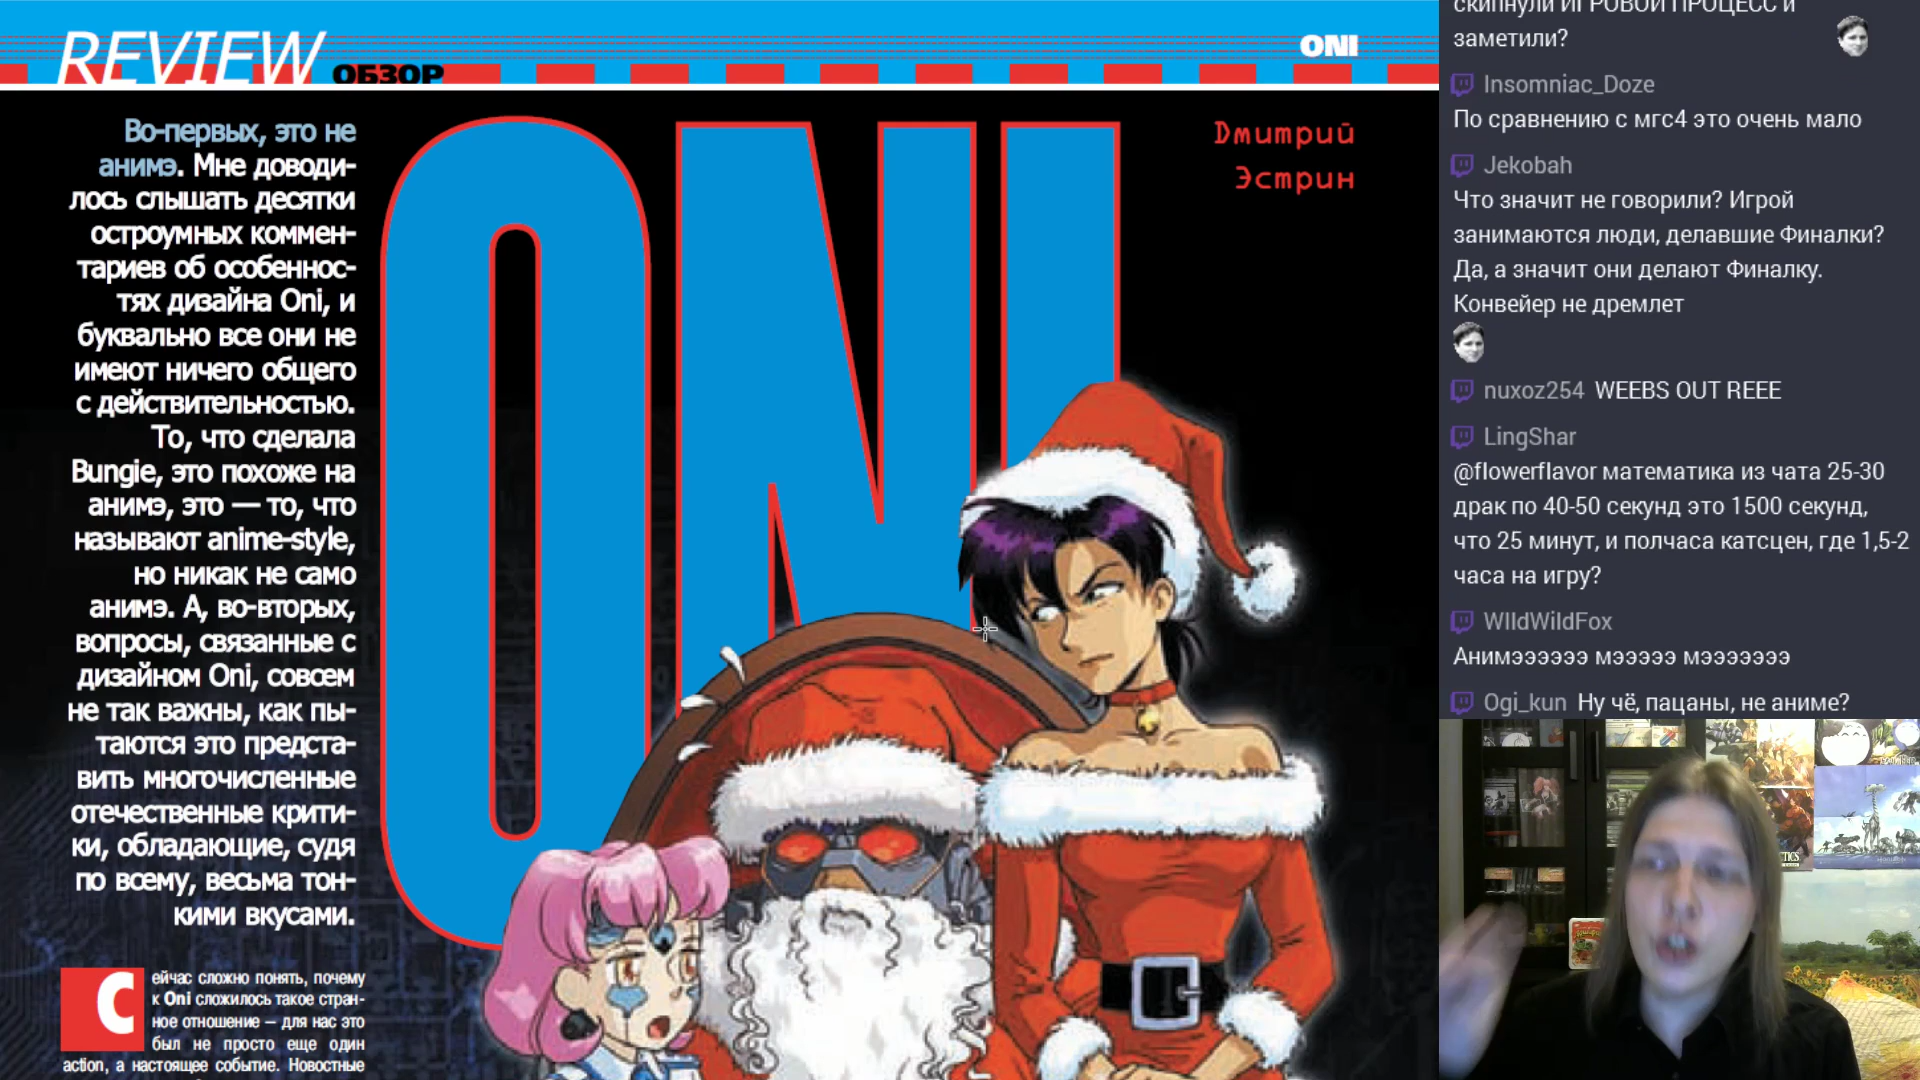 REVIEW
ОБЗОР
ONI
Во-первых, это не
анимэ. Мне доводи-
лось слышать десятки
остроумных коммен-
тариев об особеннос-
тях дизайна Oni, и
буквально все они не
имеют ничего общего
с действительностью.
То, что сделала
Bungie, это похоже на
анимэ, это — то, что
называют anime-style,
но никак не само
анимэ. А, во-вторых,
вопросы, связанные с
дизайном Oni, совсем
не так важны, как пы-
таются это предста-
вить многочисленные
отечественные крити-
ки, обладающие, судя
по всему, весьма тон-
кими вкусами.
Сейчас сложно понять, почему
к Oni сложилось такое стран-
ное отношение – для нас это
был не просто еще один
action, а настоящее событие. Новостные
ONI
Дмитрий
Эстрин
скипнули ИГРОВОЙ ПРОЦЕСС и
заметили?
Insomniac_Doze
По сравнению с мгс4 это очень мало
Jekobah
Что значит не говорили? Игрой
занимаются люди, делавшие Финалки?
Да, а значит они делают Финалку.
Конвейер не дремлет
nuxoz254 WEEBS OUT REEE
LingShar
@flowerflavor математика из чата 25-30
драк по 40-50 секунд это 1500 секунд,
что 25 минут, и полчаса катсцен, где 1,5-2
часа на игру?
WIldWildFox
Анимэээээээ мэээээ мэээээээ
Ogi_kun Ну чё, пацаны, не аниме?